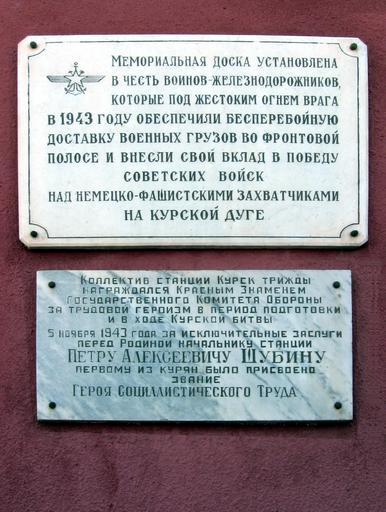 Мемориальная доска установлена
в честь воинов-железнодорожников,
которые под жестоким огнем врага
в 1943 году обеспечили бесперебойную
доставку военных грузов во фронтовой
полосе и внесли свой вклад в победу
советских войск
над немецко-фашистскими захватчиками
на Курской дуге
Коллектив станции Курск трижды
награждался Красным Знаменем
Государственного Комитета Обороны
за трудовой героизм в период подготовки
и в ходе Курской битвы
5 ноября 1943 года за исключительные заслуги
перед Родиной начальнику станции
Петру Алексеевичу Шубину
первому из курян было присвоено
звание
Героя Социллистического Труда